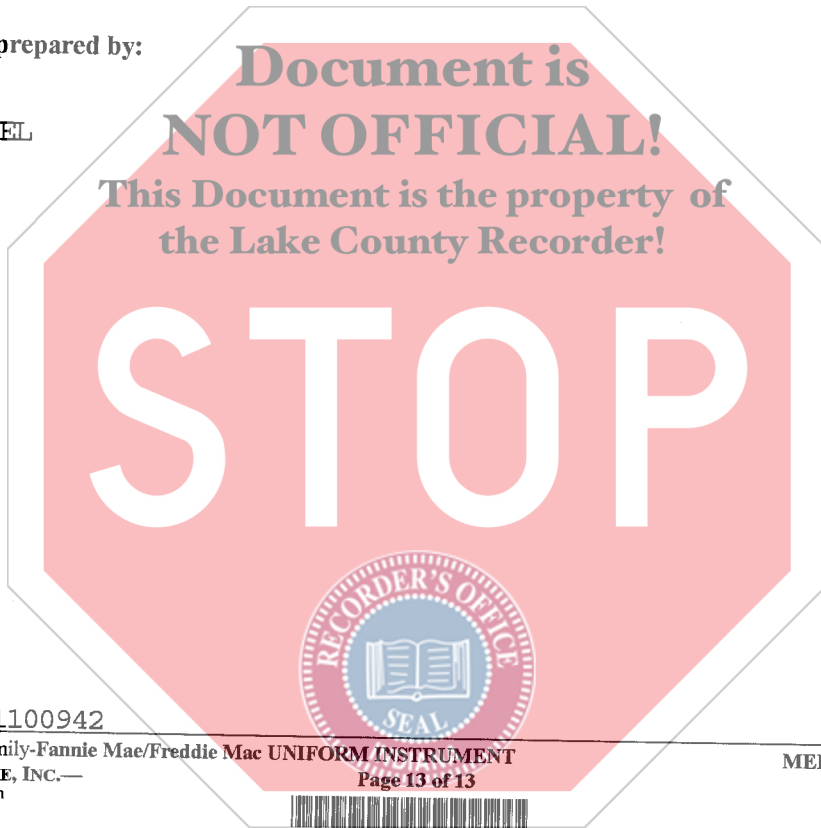 prepared by:
Document is
NOT OFFICIAL!
EL
This Document is the property of
the Lake County Recorder!
STOP
RECORDER'S OFFICE
SEAL
1100942
nily-Fannie Mae/Freddie Mac UNIFORM INSTRUMENT
E, INC.—
Page 13 of 13